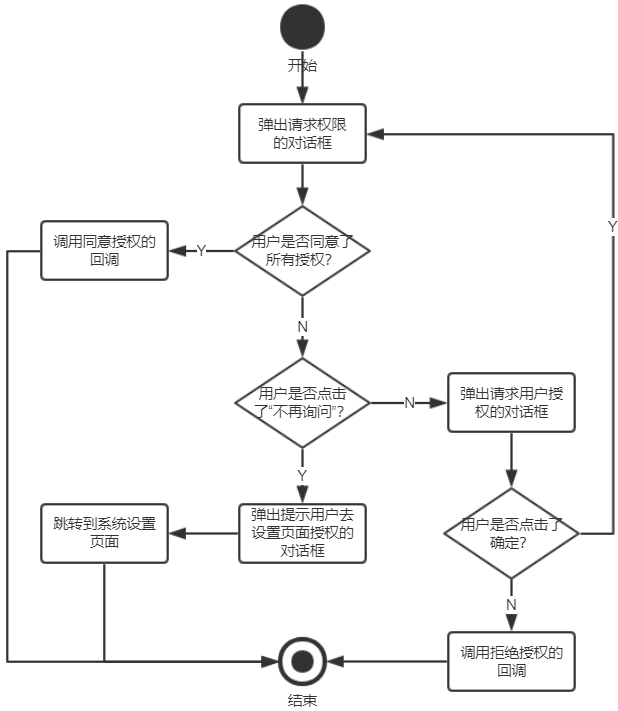 开始
弹出请求权限
的对话框
Y
调用同意授权的
回调
Y
用户是否同意了
所有授权？
N
用户是否点击
了“不再询问”？
N
弹出请求用户授
权的对话框
Y
跳转到系统设置
页面
弹出提示用户去
设置页面授权的
对话框
用户是否点击了
确定？
N
调用拒绝授权的
回调
结束